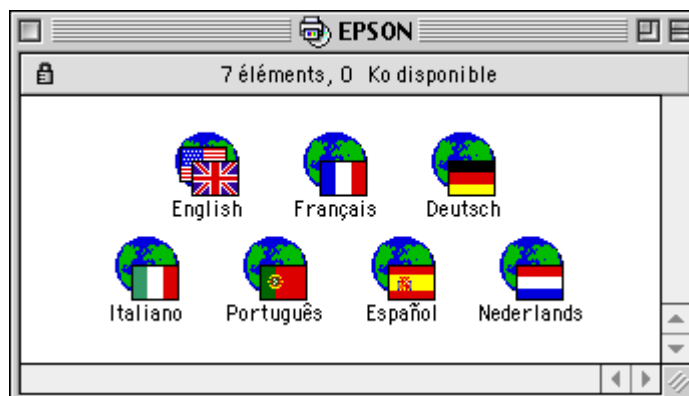 EPSON
7 éléments, 0 Ko disponible
English Français Deutsch
Italiano Português Español Nederlands